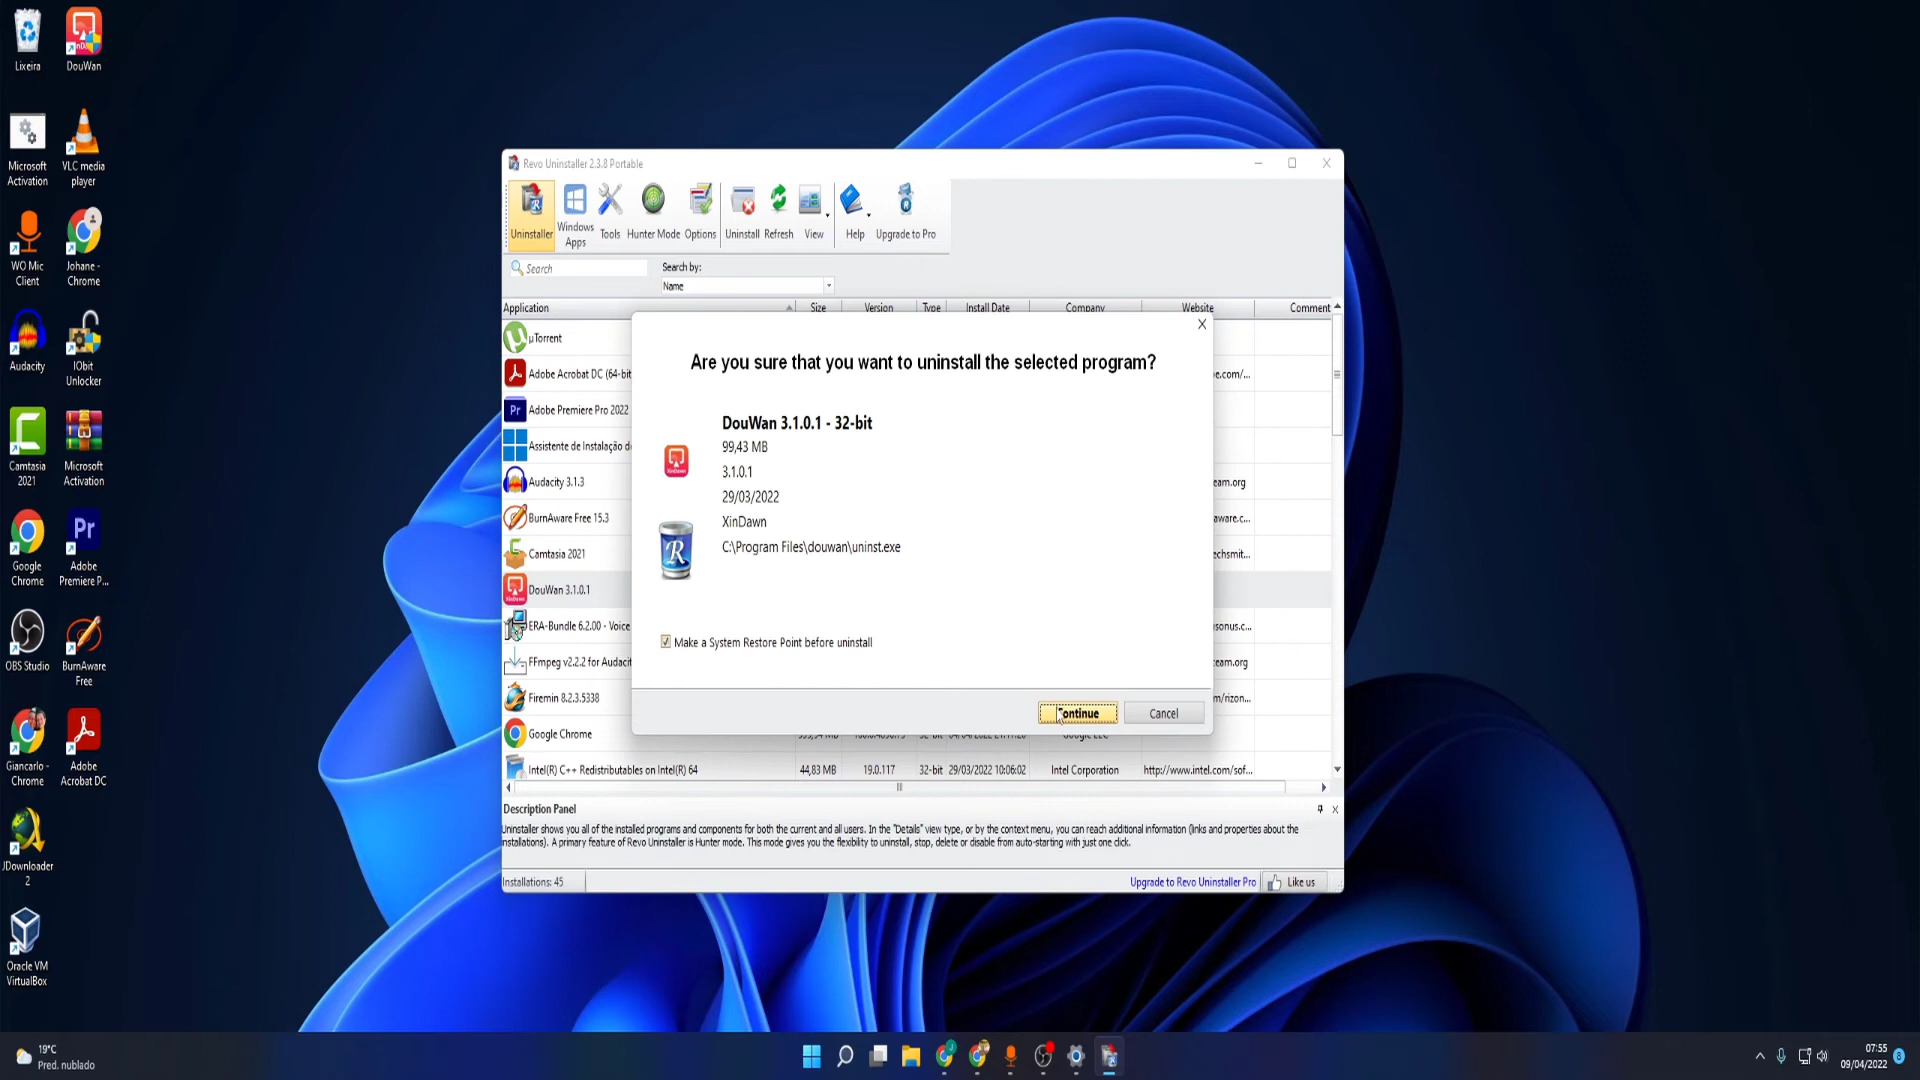 Lixeira
DouWan
Microsoft
Activation
VLC media
player
WO Mic
Client
Johane -
Chrome
Audacity
IObit
Unlocker
Camtasia
2021
Microsoft
Activation
Google
Chrome
Adobe
Premiere P...
OBS Studio
BurnAware
Free
Giancarlo -
Chrome
Adobe
Acrobat DC
JDownloader
2
Oracle VM
VirtualBox
Revo Uninstaller 2.3.8 Portable
Uninstaller
Windows
Apps
Tools
Hunter Mode
Options
Uninstall
Refresh
View
Help
Upgrade to Pro
Search
Search by:
Name
Application Size Version Type Install Date Company Website Comment
µTorrent
Adobe Acrobat DC (64-bit
be.com/...
Adobe Premiere Pro 2022
Assistente de Instalação d
Audacity 3.1.3
eam.org
BurnAware Free 15.3
aware.c...
Camtasia 2021
echsmit...
DouWan 3.1.0.1
ERA-Bundle 6.2.00 - Voice
sonus.c...
FFmpeg v2.2.2 for Audacit
eam.org
Firemin 8.2.3.5338
m/rizon...
Google Chrome
Intel(R) C++ Redistributables on Intel(R) 64 44,83 MB 19.0.117 32-bit 29/03/2022 10:06:02 Intel Corporation http://www.intel.com/sof...
Are you sure that you want to uninstall the selected program?
DouWan 3.1.0.1 - 32-bit
99,43 MB
3.1.0.1
29/03/2022
XinDawn
C:\Program Files\douwan\uninst.exe
Make a System Restore Point before uninstall
Continue
Cancel
Description Panel
Uninstaller shows you all of the installed programs and components for both the current and all users. In the "Details" view type, or by the context menu, you can reach additional information (links and properties about the
installations). A primary feature of Revo Uninstaller is Hunter mode. This mode gives you the flexibility to uninstall, stop, delete or disable from auto-starting with just one click.
Installations: 45
Upgrade to Revo Uninstaller Pro
Like us
19°C
Pred. nublado
07:55
09/04/2022
8